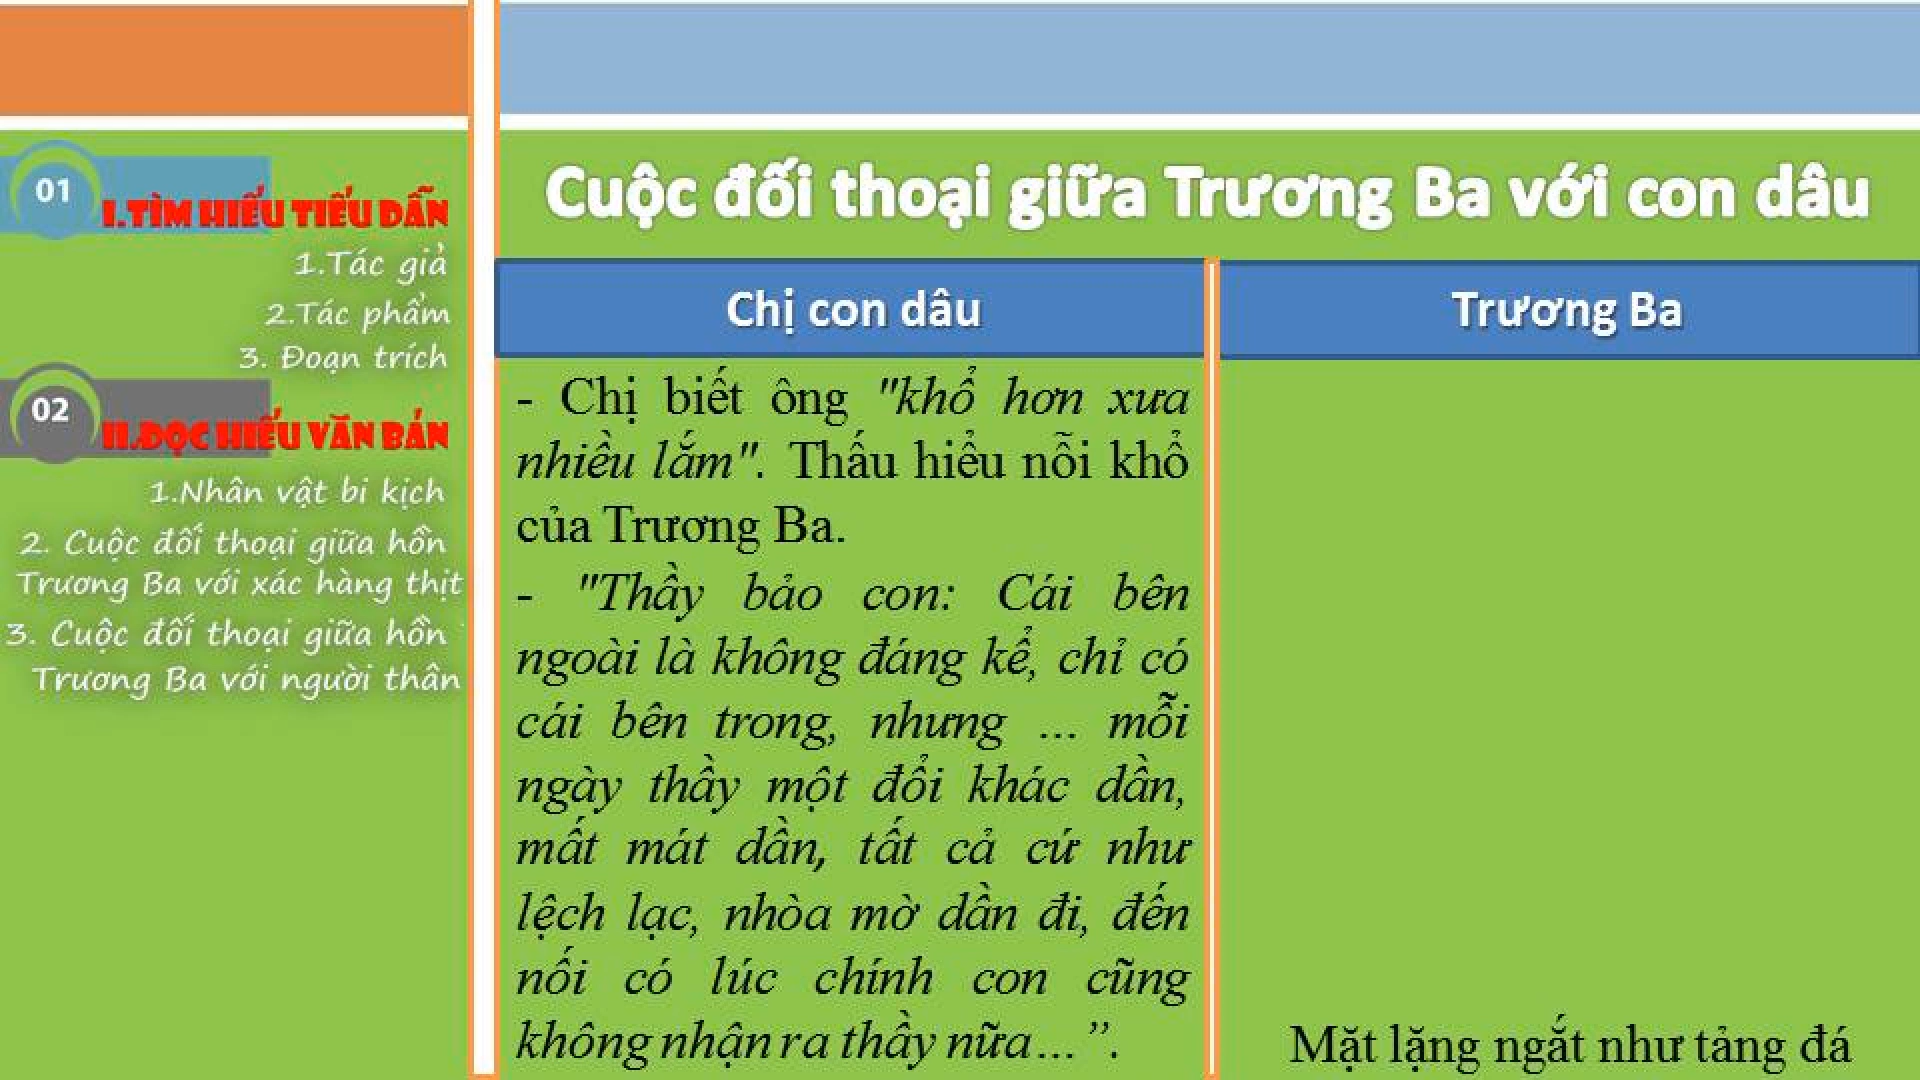 01
I.TÌM HIỂU TIỂU DẪN
1.Tác giả
2.Tác phẩm
3. Đoạn trích
02
II.ĐỌC HIỂU VĂN BẢN
1.Nhân vật bi kịch
2. Cuộc đối thoại giữa hồn
Trương Ba với xác hàng thịt
3. Cuộc đối thoại giữa hồn
Trương Ba với người thân
Cuộc đối thoại giữa Trương Ba với con dâu
Chị con dâu
- Chị biết ông "khổ hơn xưa
nhiều lắm". Thấu hiểu nỗi khổ
của Trương Ba.
- "Thầy bảo con: Cái bên
ngoài là không đáng kể, chỉ có
cái bên trong, nhưng ... mỗi
ngày thầy một đổi khác dần,
mất mát dần, tất cả cứ như
lệch lạc, nhòa mờ dần đi, đến
nối có lúc chính con cũng
không nhận ra thầy nữa... ”.
Trương Ba
Mặt lặng ngắt như tảng đá